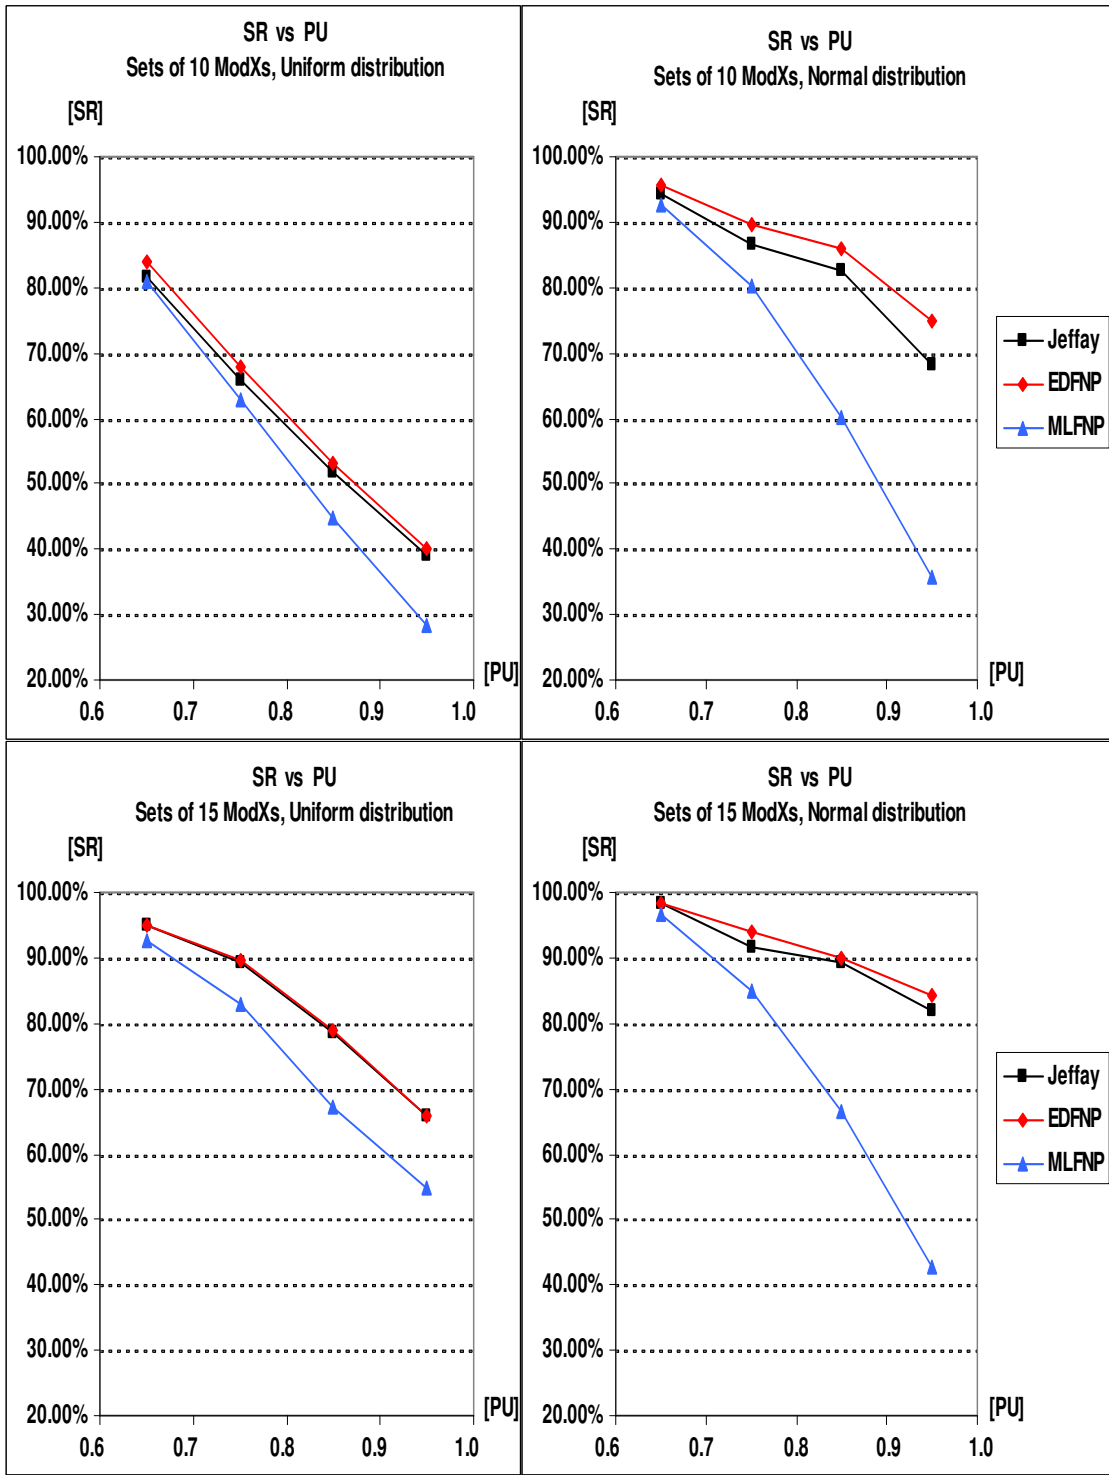 SR vs PU
Sets of 10 ModXs, Uniform distribution
[SR]
100.00%
90.00%
80.00%
70.00%
60.00%
50.00%
40.00%
30.00%
20.00%
[PU]
0.6 0.7 0.8 0.9 1.0
SR vs PU
Sets of 10 ModXs, Normal distribution
[SR]
100.00%
90.00%
80.00%
70.00%
60.00%
50.00%
40.00%
30.00%
20.00%
[PU]
0.6 0.7 0.8 0.9 1.0
Jeffay
EDFNP
MLFNP
SR vs PU
Sets of 15 ModXs, Uniform distribution
[SR]
100.00%
90.00%
80.00%
70.00%
60.00%
50.00%
40.00%
30.00%
20.00%
[PU]
0.6 0.7 0.8 0.9 1.0
SR vs PU
Sets of 15 ModXs, Normal distribution
[SR]
100.00%
90.00%
80.00%
70.00%
60.00%
50.00%
40.00%
30.00%
20.00%
[PU]
0.6 0.7 0.8 0.9 1.0
Jeffay
EDFNP
MLFNP